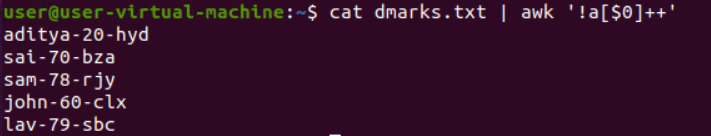 user@user-virtual-machine:~$ cat dmarks.txt | awk '!a[$0]++'
aditya-20-hyd
sai-70-bza
sam-78-rjy
john-60-clx
lav-79-sbc